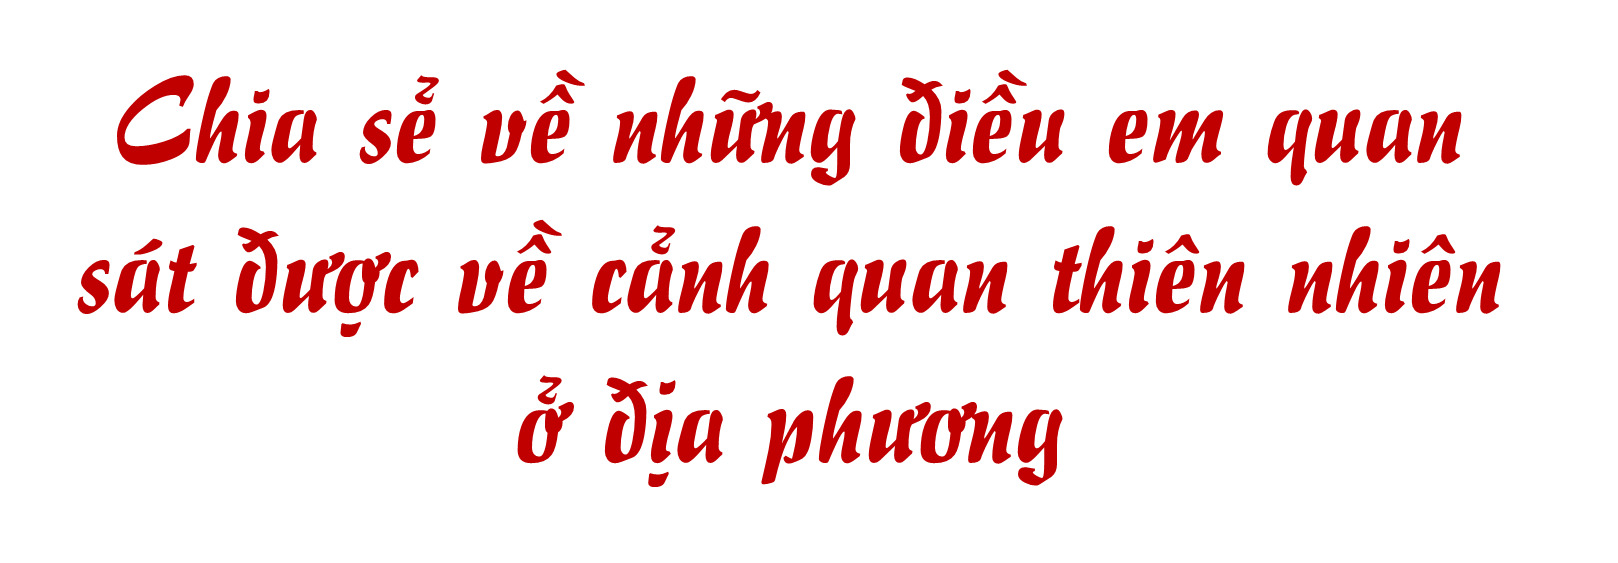 Chia sẻ về những điều em quan
sát được về cảnh quan thiên nhiên
ở địa phương